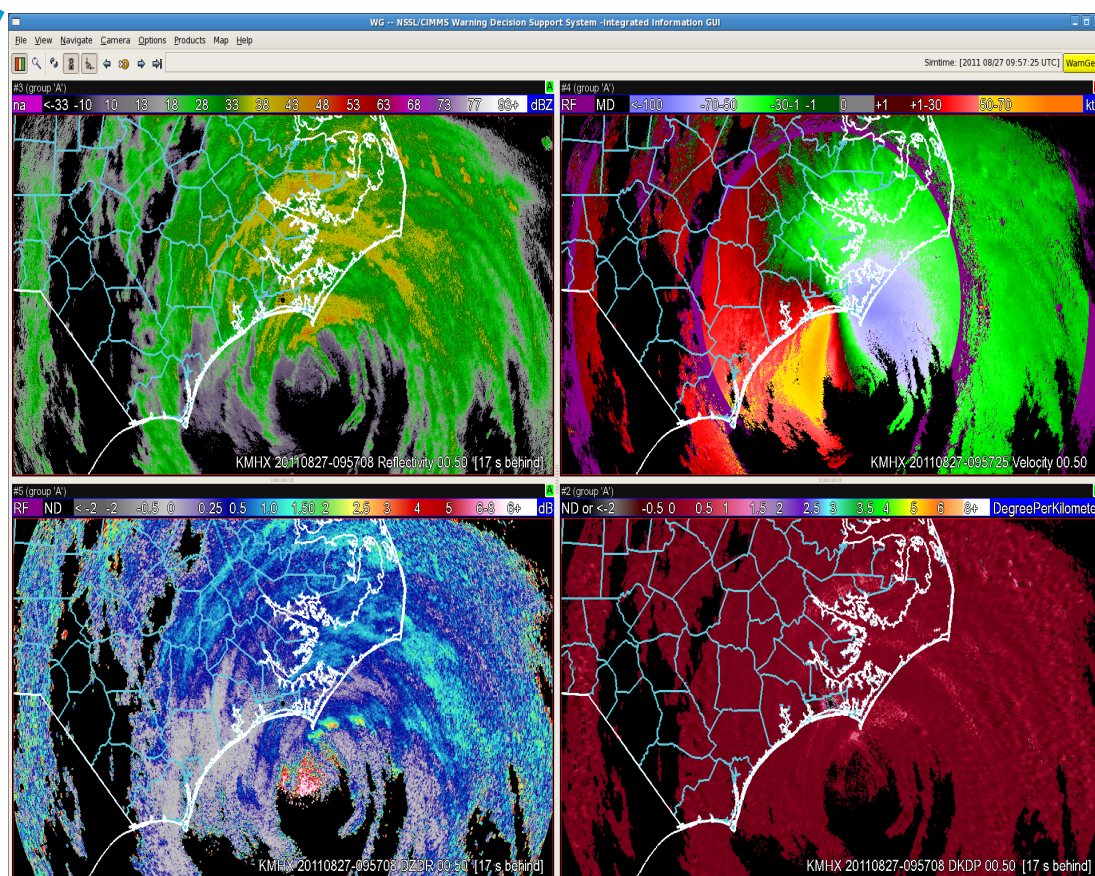 WG -- NSSL/CIMMS Warning Decision Support System -Integrated Information GUI
File View Navigate Camera Options Products Map Help
Simtime: [2011 08/27 09:57:25 UTC] WarnGe
#3 (group 'A') A
na <-33 -10 10 13 18 28 33 38 43 48 53 63 68 73 77 93+ dBZ
KMHX 20110827-095708 Reflectivity 00.50 [17 s behind]
#4 (group 'A')
RF MD <-100 -70-50 -30-1 -1 0 +1 +1-30 50-70 kt
KMHX 20110827-095725 Velocity 00.50
#5 (group 'A') A
RF ND < -2 -2 -0.5 0 0.25 0.5 1.0 1.50 2 2.5 3 4 5 6-8 6+ dB
KMHX 20110827-095708 DZDR 00.50 [17 s behind]
#2 (group 'A')
ND or <-2 -0.5 0 0.5 1 1.5 2 2.5 3 3.5 4 5 6 8+ DegreePerKilomete
KMHX 20110827-095708 DKDP 00.50 [17 s behind]